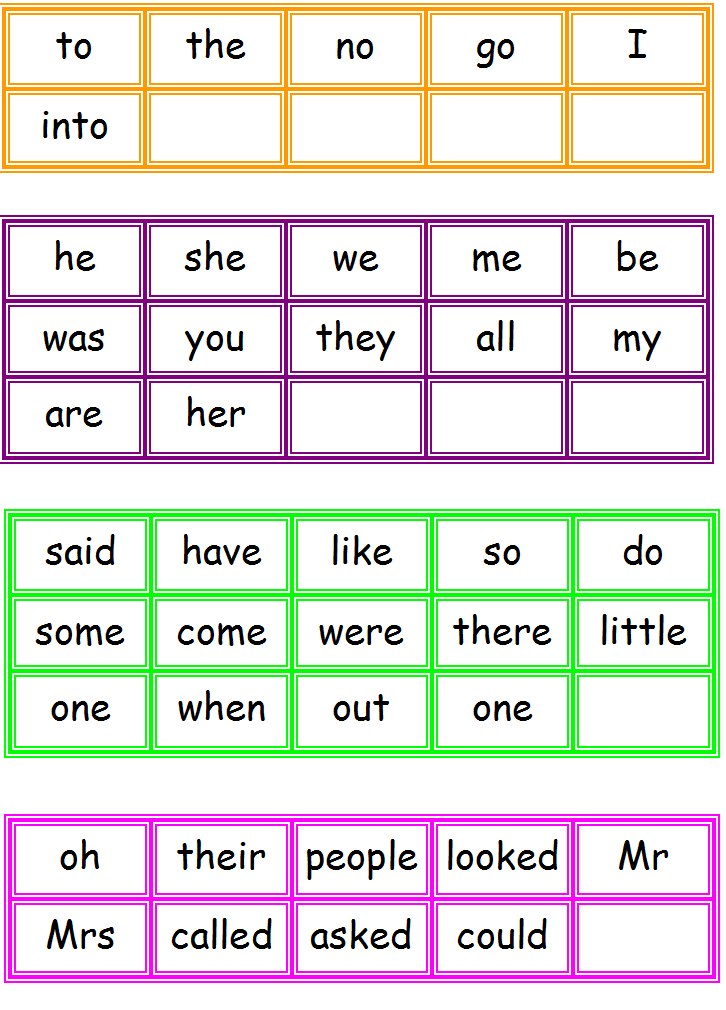 to the no go I
into
he she we me be
was you they all my
are her
said have like so do
some come were there little
one when out one
oh their people looked Mr
Mrs called asked could